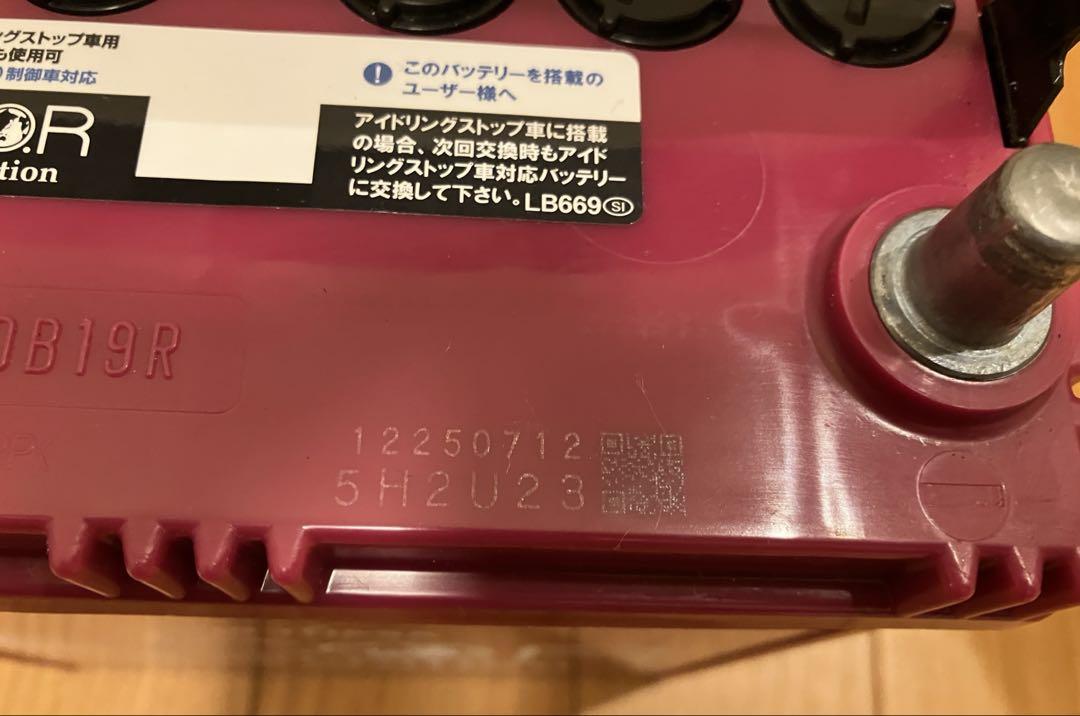 ングストップ車用
も使用可
制御車対応
.R
tion
! このバッテリーを搭載の
ユーザー様へ
アイドリングストップ車に搭載
の場合、次回交換時もアイド
リングストップ車対応バッテリー
に交換して下さい。LB669 SI
0B19R
12250712
5H2U23